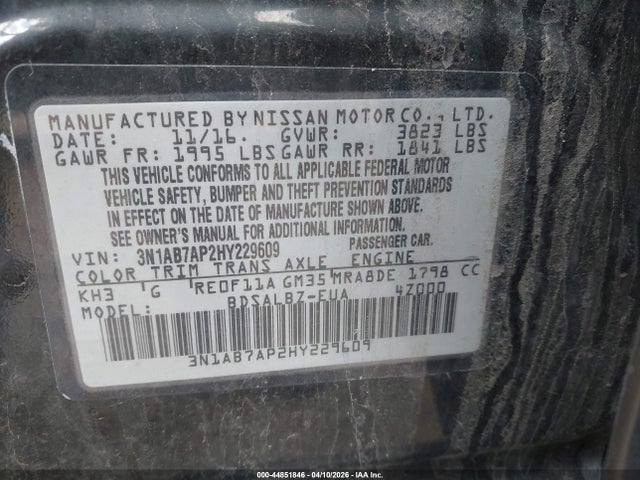 MANUFACTURED BY NISSAN MOTOR CO., LTD.
DATE: 11/16. GVWR: 3823 LBS
GAWR FR: 1995 LBS GAWR RR: 1841 LBS
THIS VEHICLE CONFORMS TO ALL APPLICABLE FEDERAL MOTOR
VEHICLE SAFETY, BUMPER AND THEFT PREVENTION STANDARDS
IN EFFECT ON THE DATE OF MANUFACTURE SHOWN ABOVE.
SEE OWNER'S MANUAL FOR ADDITIONAL INFORMATION.
VIN: 3N1AB7AP2HY229609 PASSENGER CAR.
COLOR TRIM TRANS AXLE ENGINE
KH3 G RE0F11A GM35 MRA8DE 1798 CC
MODEL: BDSALBZ-EUA 4Z000
3N1AB7AP2HY229609
000-44851846 - 04/10/2026 - IAA Inc.